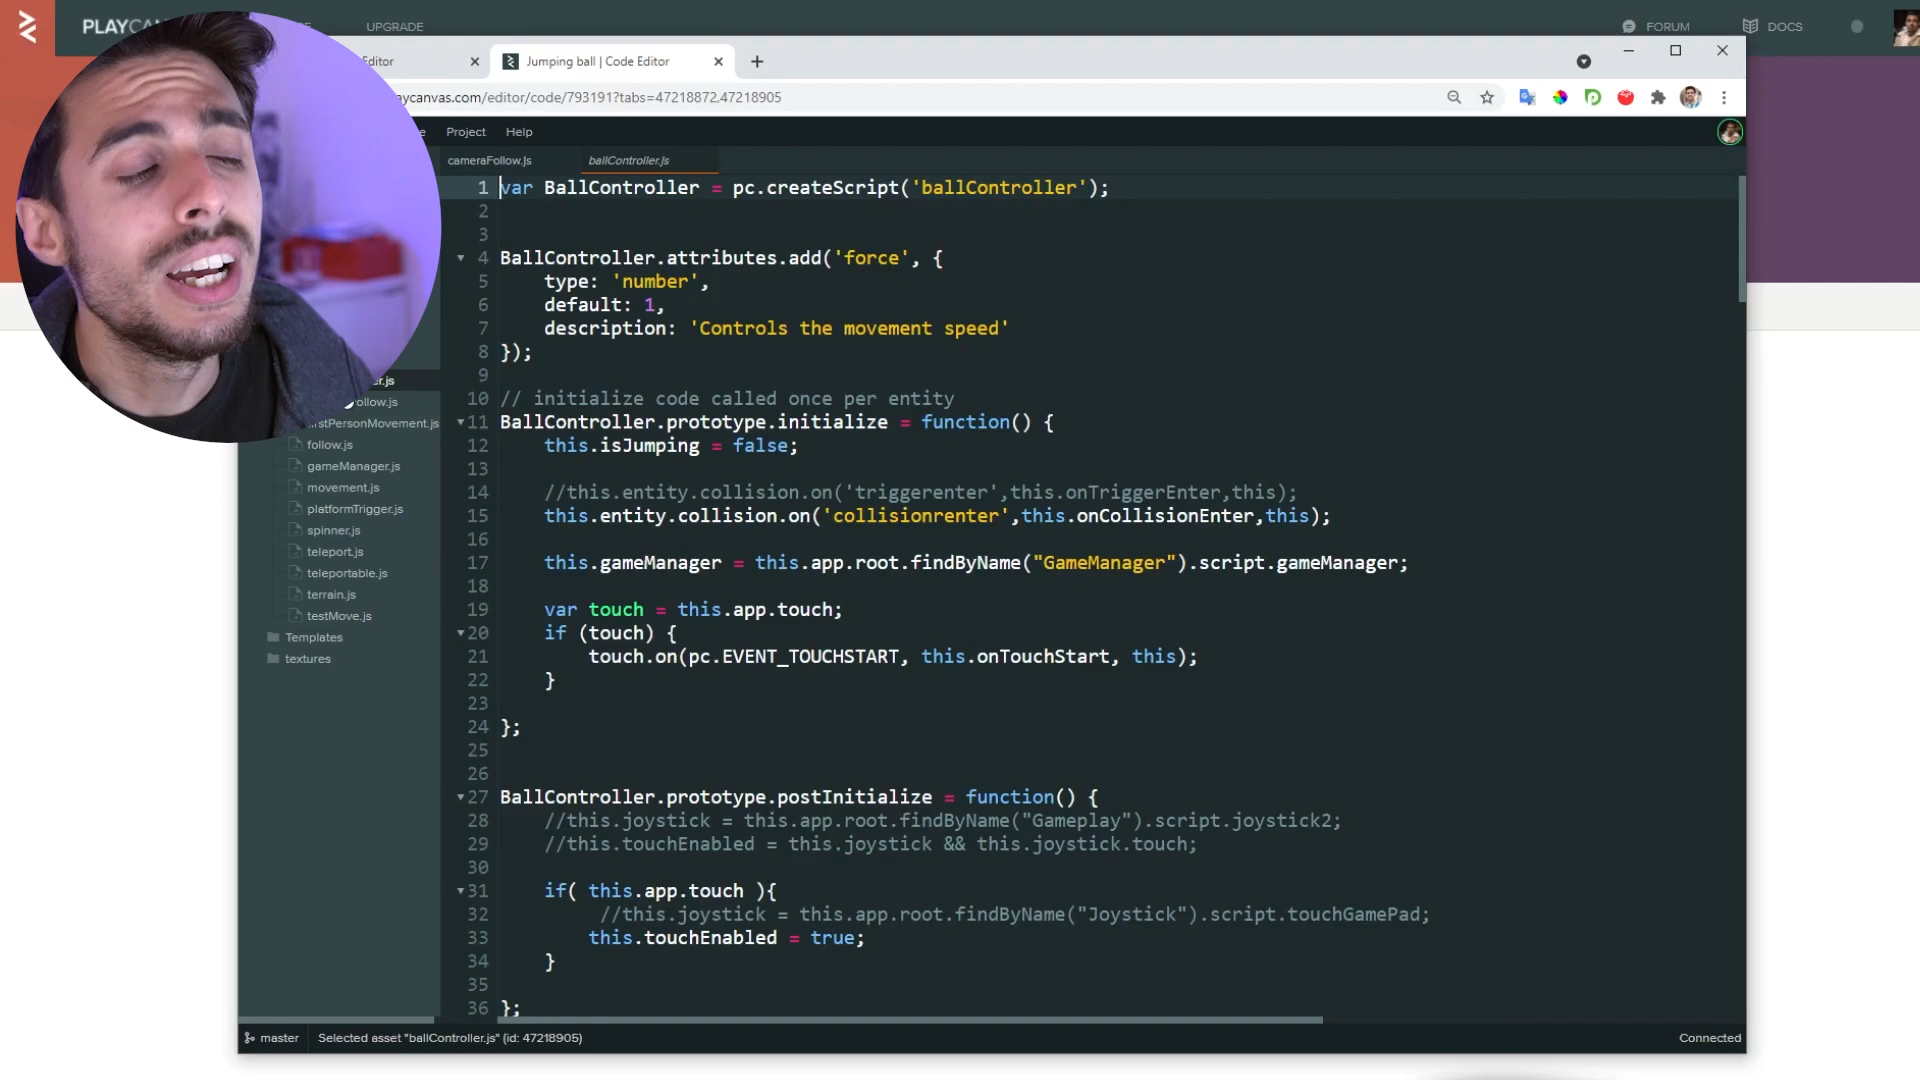 PLAYCA
UPGRADE
FORUM
DOCS
Editor
Jumping ball | Code Editor
aycanvas.com/editor/code/793191?tabs=47218872,47218905
Project
Help
cameraFollow.js
ballController.js
1 var BallController = pc.createScript('ballController');
2
3
4 BallController.attributes.add('force', {
5 type: 'number',
6 default: 1,
7 description: 'Controls the movement speed'
8 });
9
10 // initialize code called once per entity
11 BallController.prototype.initialize = function() {
12 this.isJumping = false;
13
14 //this.entity.collision.on('triggerenter',this.onTriggerEnter,this);
15 this.entity.collision.on('collisionrenter',this.onCollisionEnter,this);
16
17 this.gameManager = this.app.root.findByName("GameManager").script.gameManager;
18
19 var touch = this.app.touch;
20 if (touch) {
21 touch.on(pc.EVENT_TOUCHSTART, this.onTouchStart, this);
22 }
23
24 };
25
26
27 BallController.prototype.postInitialize = function() {
28 //this.joystick = this.app.root.findByName("Gameplay").script.joystick2;
29 //this.touchEnabled = this.joystick && this.joystick.touch;
30
31 if( this.app.touch ){
32 //this.joystick = this.app.root.findByName("Joystick").script.touchGamePad;
33 this.touchEnabled = true;
34 }
35
36 };
er.js
ollow.js
rstPersonMovement.js
follow.js
gameManager.js
movement.js
platformTrigger.js
spinner.js
teleport.js
teleportable.js
terrain.js
testMove.js
Templates
textures
master
Selected asset "ballController.js" (id: 47218905)
Connected